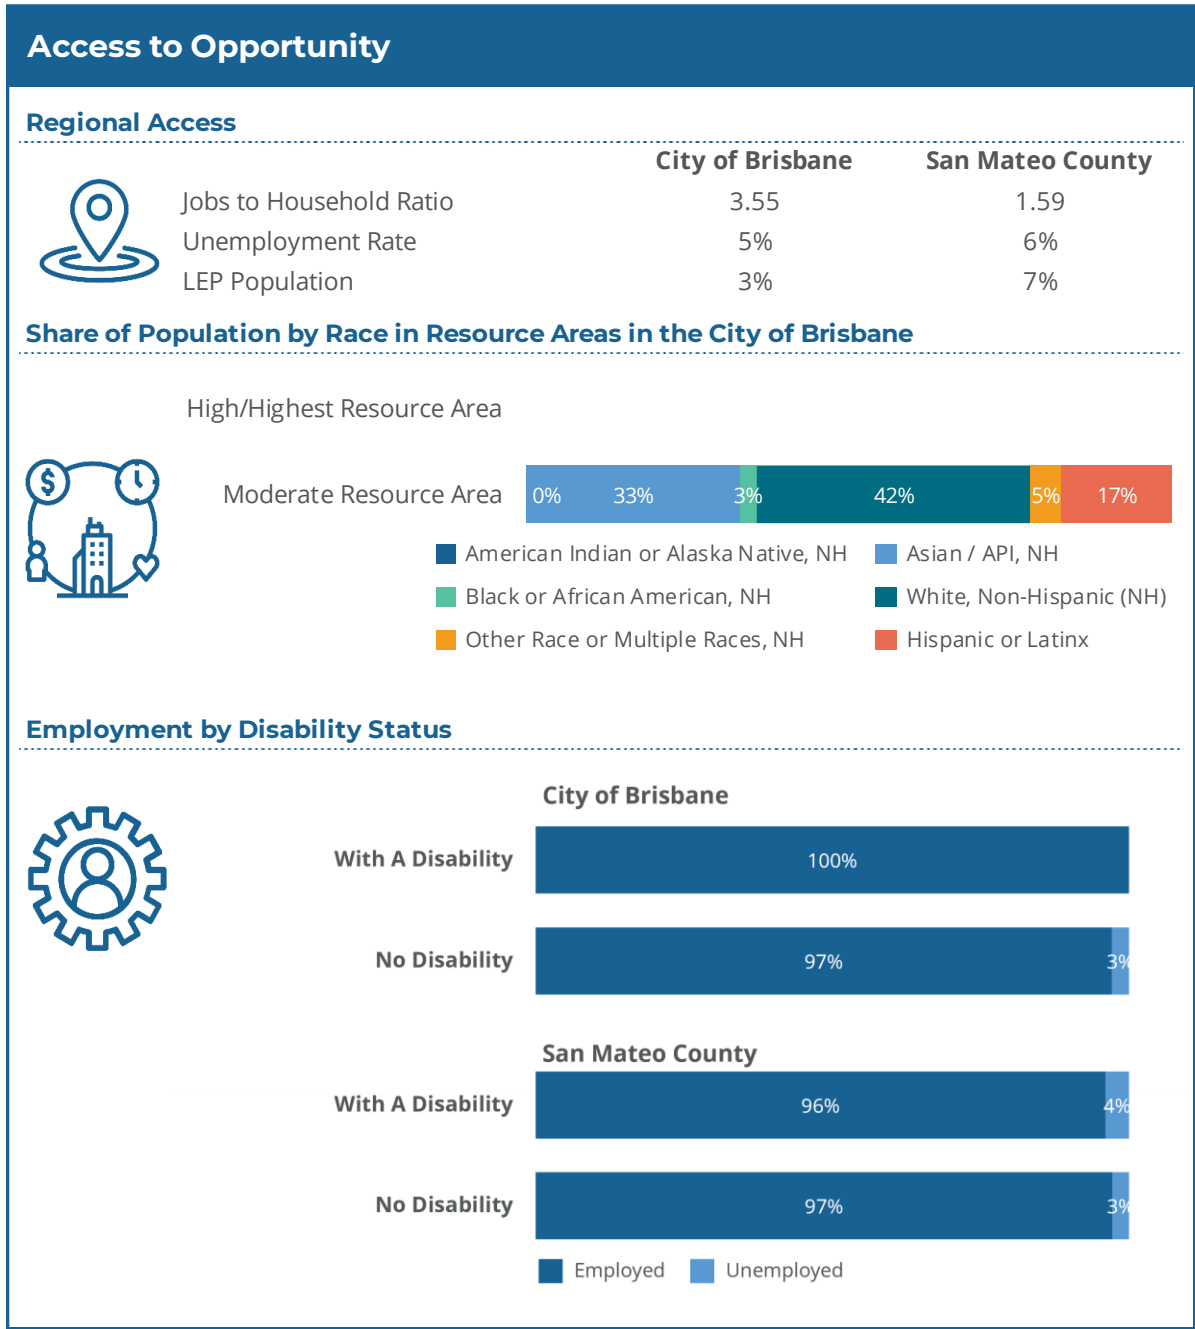 Access to Opportunity
Regional Access
City of Brisbane San Mateo County
Jobs to Household Ratio 3.55 1.59
Unemployment Rate 5% 6%
LEP Population 3% 7%
Share of Population by Race in Resource Areas in the City of Brisbane
High/Highest Resource Area
$
Moderate Resource Area 0% 33% 3% 42% 5% 17%
American Indian or Alaska Native, NH Asian / API, NH
Black or African American, NH White, Non-Hispanic (NH)
Other Race or Multiple Races, NH Hispanic or Latinx
Employment by Disability Status
City of Brisbane
With A Disability 100%
No Disability 97% 3%
San Mateo County
With A Disability 96% 4%
No Disability 97% 3%
Employed Unemployed